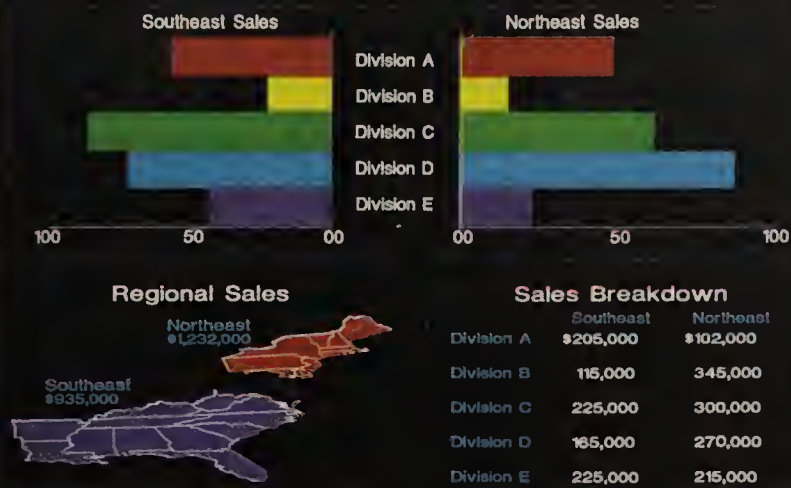 Southeast Sales
Northeast Sales
Division A
Division B
Division C
Division D
Division E
100 50 00
00 50 100
Regional Sales
Northeast
$1,232,000
Southeast
$935,000
Sales Breakdown
Southeast Northeast
Division A $205,000 $102,000
Division B 115,000 345,000
Division C 225,000 300,000
Division D 165,000 270,000
Division E 225,000 215,000